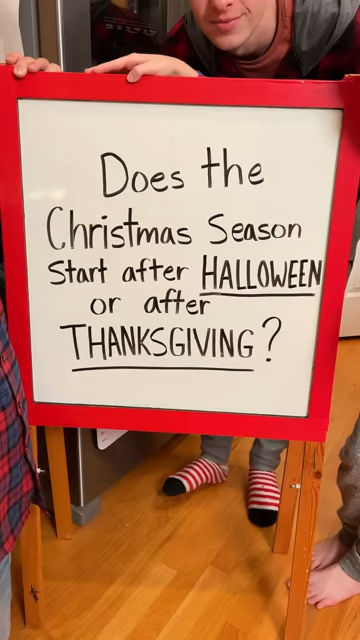 Does the
Christmas Season
Start after HALLOWEEN
or after
THANKSGIVING?